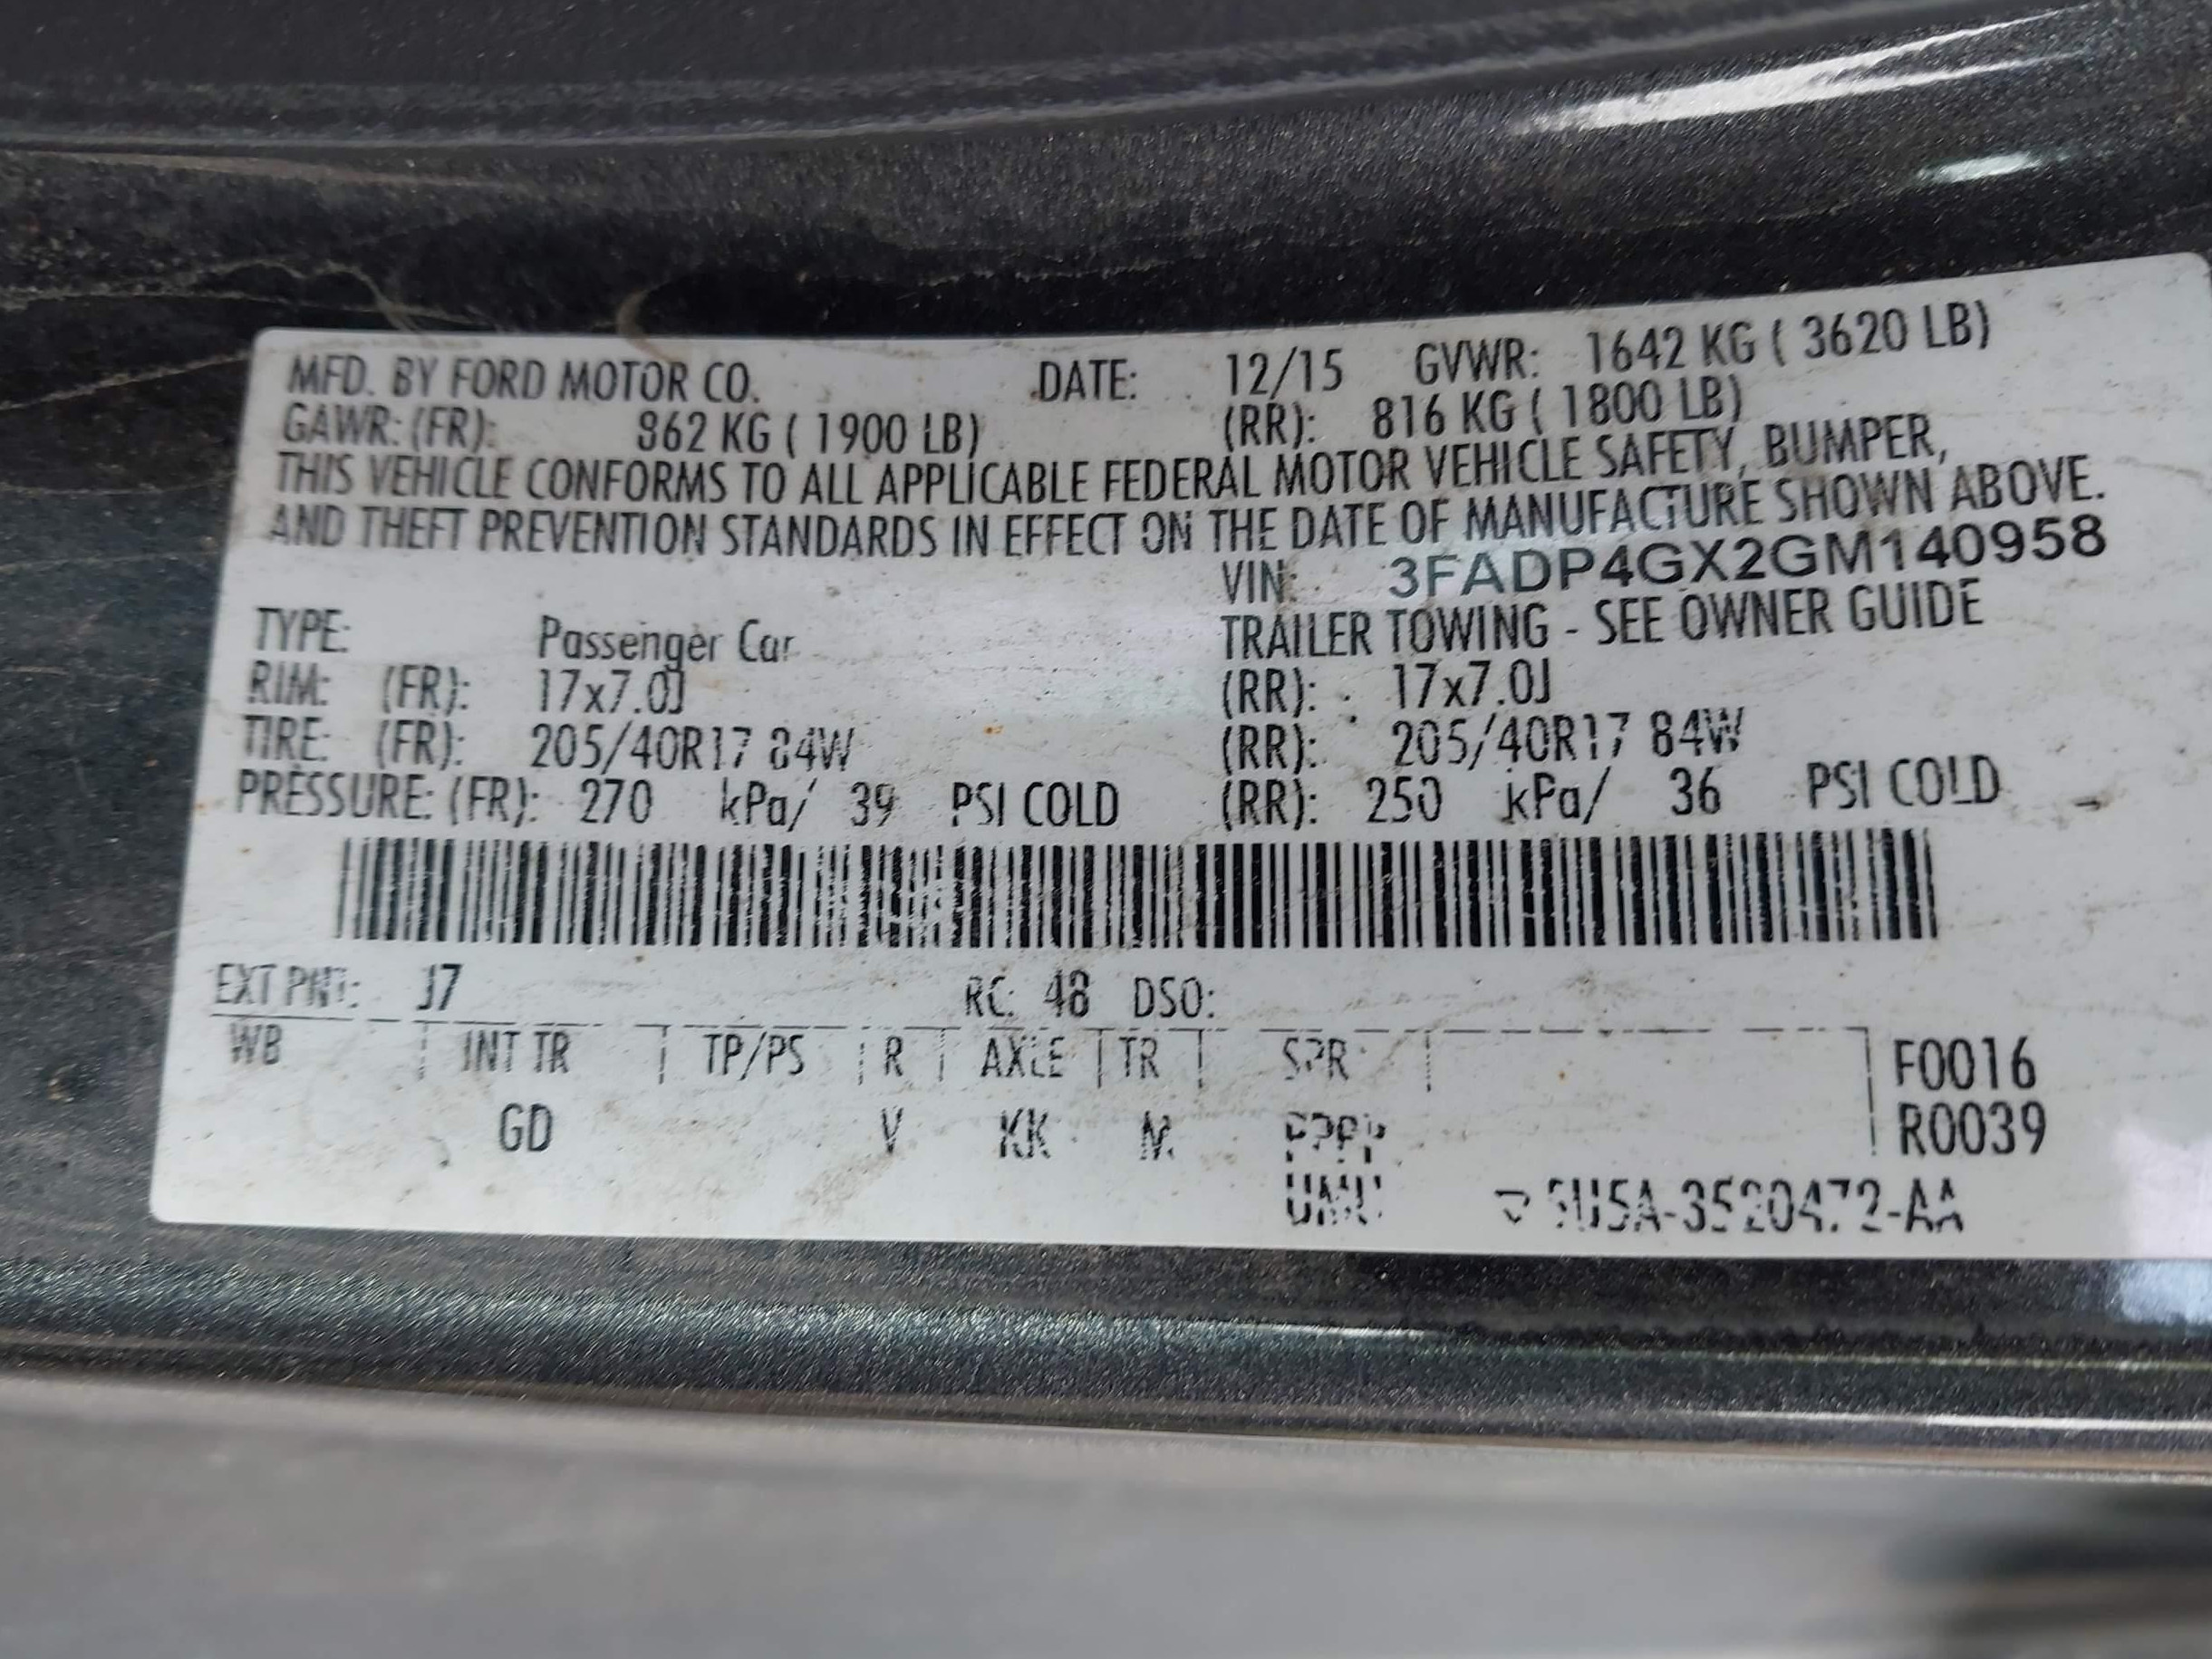 MFD. BY FORD MOTOR CO. DATE: 12/15 GVWR: 1642 KG ( 3620 LB)
GAWR: (FR): 862 KG ( 1900 LB) (RR): 816 KG ( 1800 LB)
THIS VEHICLE CONFORMS TO ALL APPLICABLE FEDERAL MOTOR VEHICLE SAFETY, BUMPER,
AND THEFT PREVENTION STANDARDS IN EFFECT ON THE DATE OF MANUFACTURE SHOWN ABOVE.
VIN: 3FADP4GX2GM140958
TYPE: Passenger Car TRAILER TOWING - SEE OWNER GUIDE
RIM: (FR): 17x7.0J (RR): 17x7.0J
TIRE: (FR): 205/40R17 84W (RR): 205/40R17 84W
PRESSURE: (FR): 270 kPa/ 39 PSI COLD (RR): 250 kPa/ 36 PSI COLD
EXT PNT: J7 RC: 48 DSO:
WB INT TR TP/PS R AXLE TR SPR F0016
GD V KK M R0039